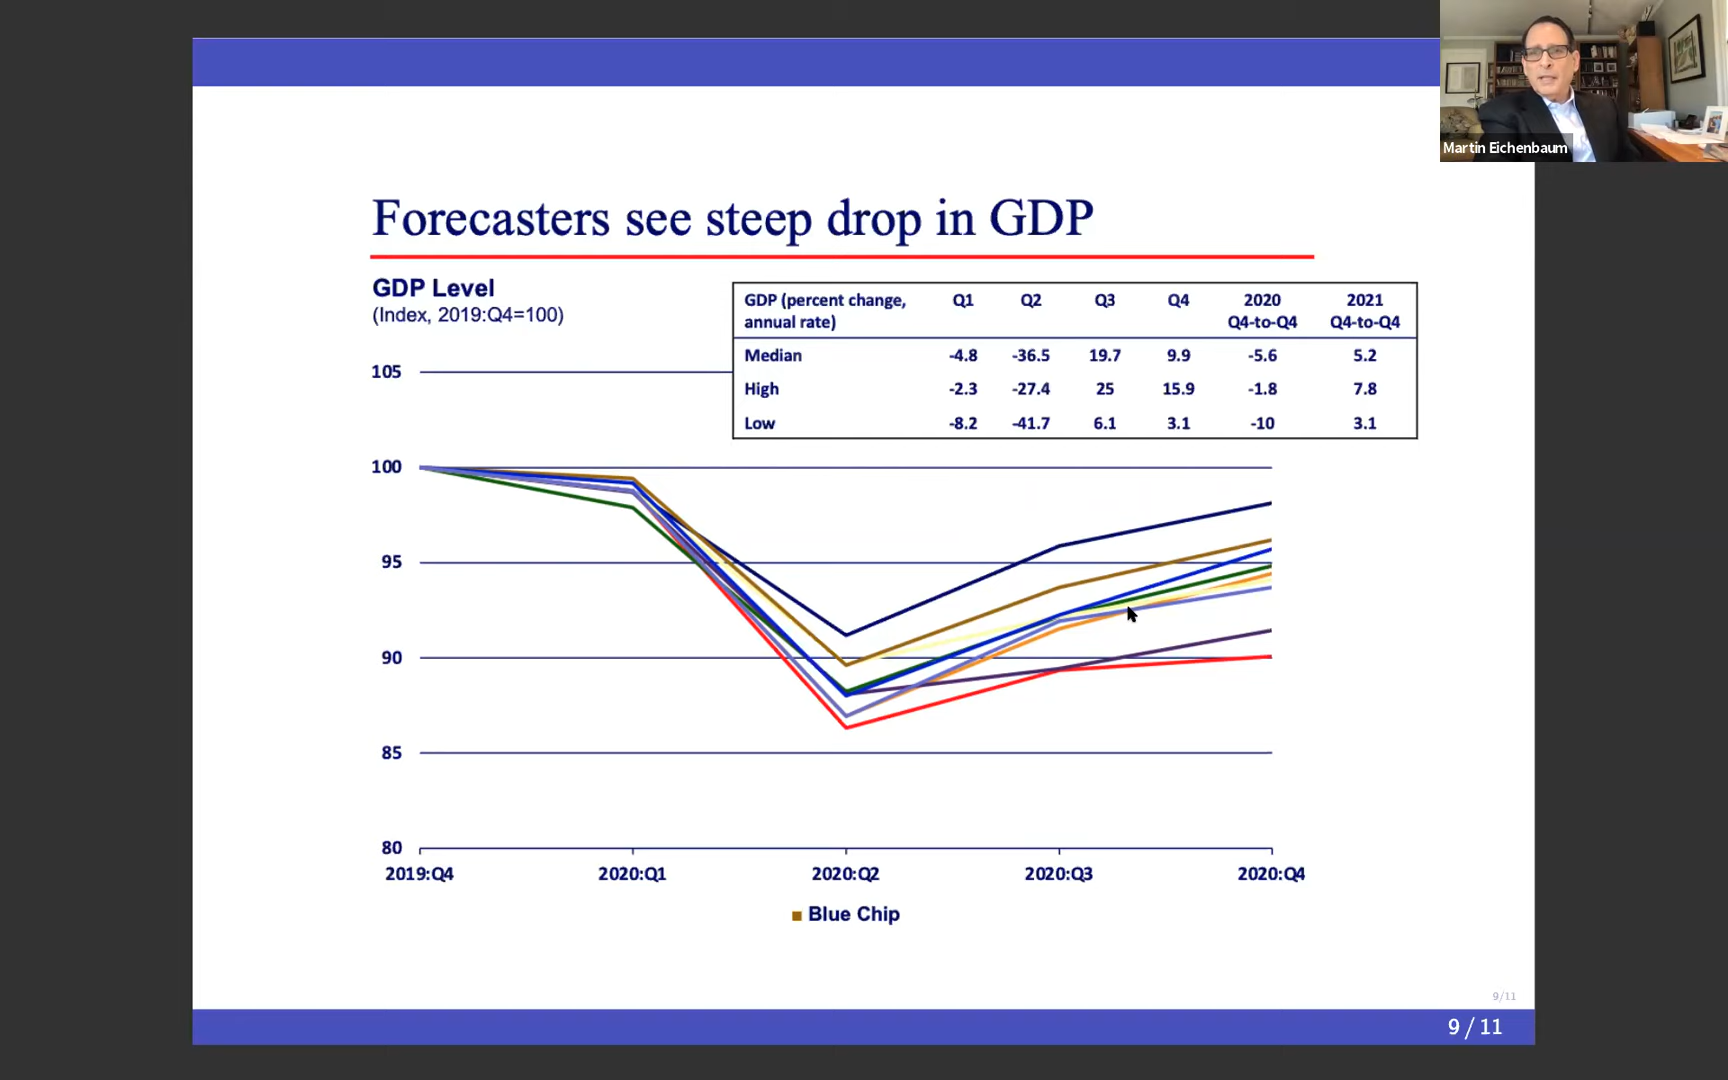 Martin Eichenbaum
Forecasters see steep drop in GDP
GDP Level
(Index, 2019:Q4=100)
GDP (percent change, annual rate) Q1 Q2 Q3 Q4 2020 Q4-to-Q4 2021 Q4-to-Q4
Median -4.8 -36.5 19.7 9.9 -5.6 5.2
High -2.3 -27.4 25 15.9 -1.8 7.8
Low -8.2 -41.7 6.1 3.1 -10 3.1
105
100
95
90
85
80
2019:Q4 2020:Q1 2020:Q2 2020:Q3 2020:Q4
Blue Chip
9/11
9 / 11